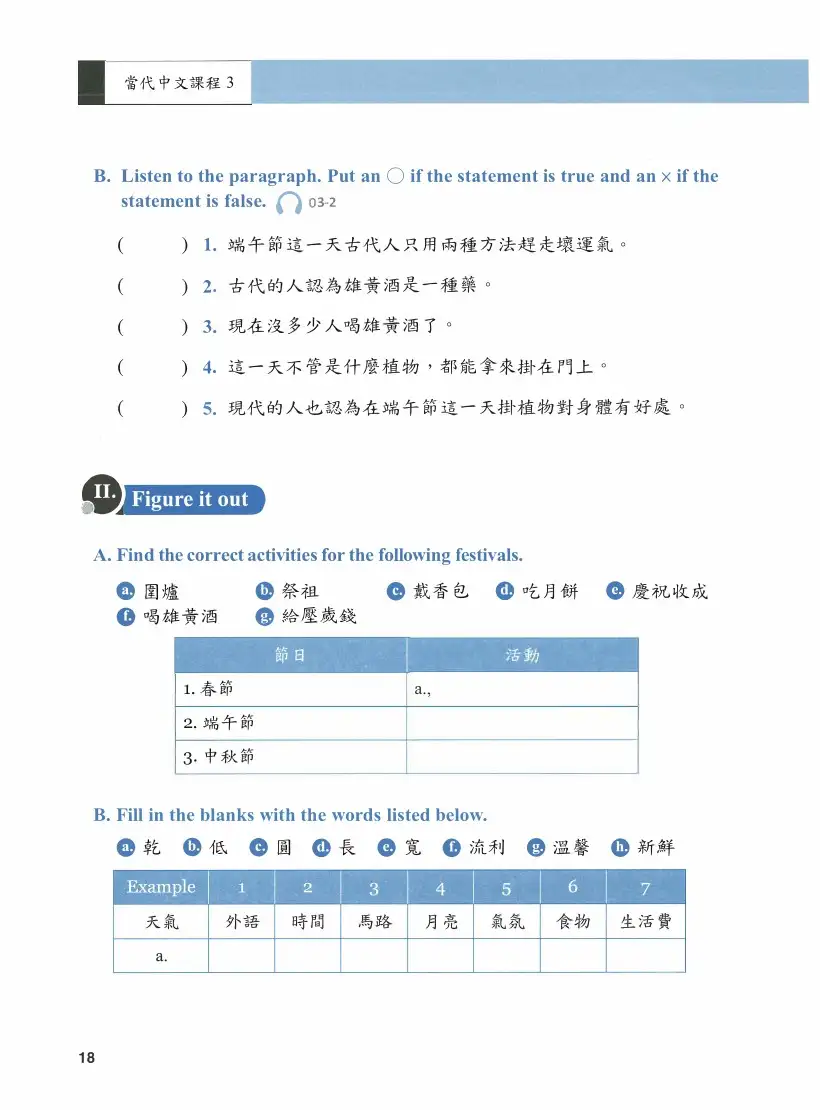 當代中文課程 3
B. Listen to the paragraph. Put an ○ if the statement is true and an × if the
statement is false. 03-2
( ) 1. 端午節這一天古代人只用兩種方法趕走壞運氣。
( ) 2. 古代的人認為雄黃酒是一種藥。
( ) 3. 現在沒多少人喝雄黃酒了。
( ) 4. 這一天不管是什麼植物，都能拿來掛在門上。
( ) 5. 現代的人也認為在端午節這一天掛植物對身體有好處。
II. Figure it out
A. Find the correct activities for the following festivals.
a. 圍爐 b. 祭祖 c. 戴香包 d. 吃月餅 e. 慶祝收成
f. 喝雄黃酒 g. 給壓歲錢
節日 活動
1. 春節 a.,
2. 端午節
3. 中秋節
B. Fill in the blanks with the words listed below.
a. 乾 b. 低 c. 圓 d. 長 e. 寬 f. 流利 g. 溫馨 h. 新鮮
Example 1 2 3 4 5 6 7
天氣 外語 時間 馬路 月亮 氣氛 食物 生活費
a.
18